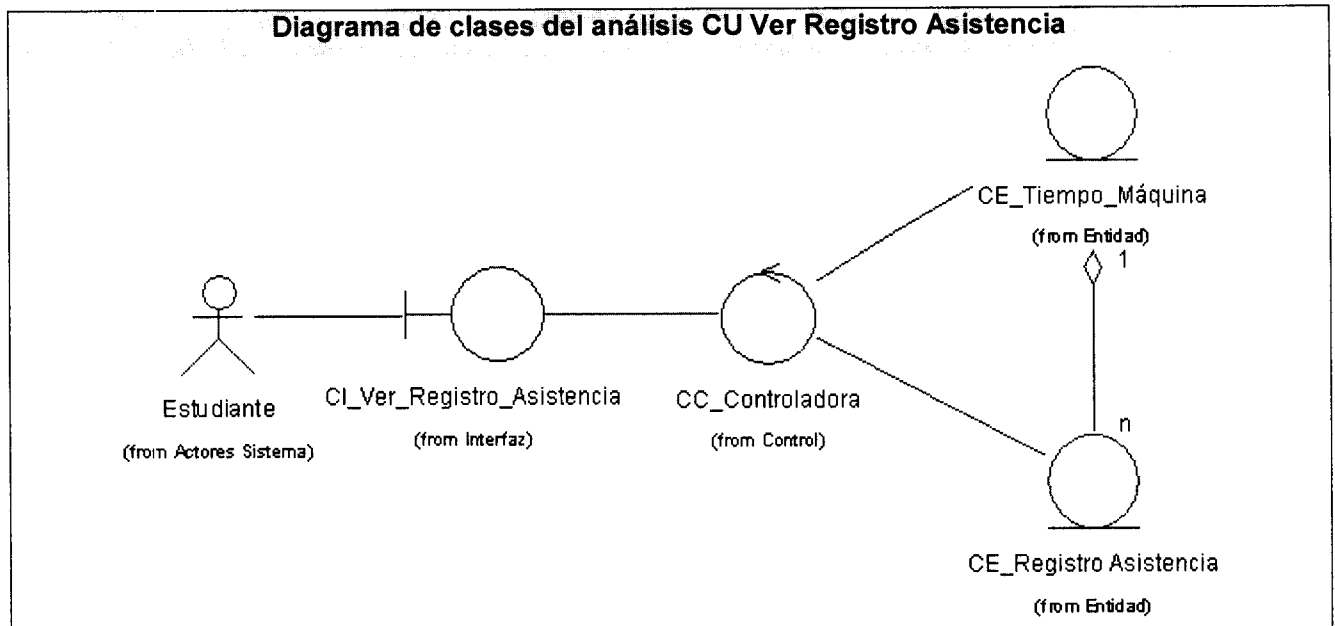 Diagrama de clases del análisis CU Ver Registro Asistencia
CE_Tiempo_Máquina
(from Entidad)
1
Estudiante
(from Actores Sistema)
CI_Ver_Registro_Asistencia
(from Interfaz)
CC_Controladora
(from Control)
n
CE_Registro Asistencia
(from Entidad)